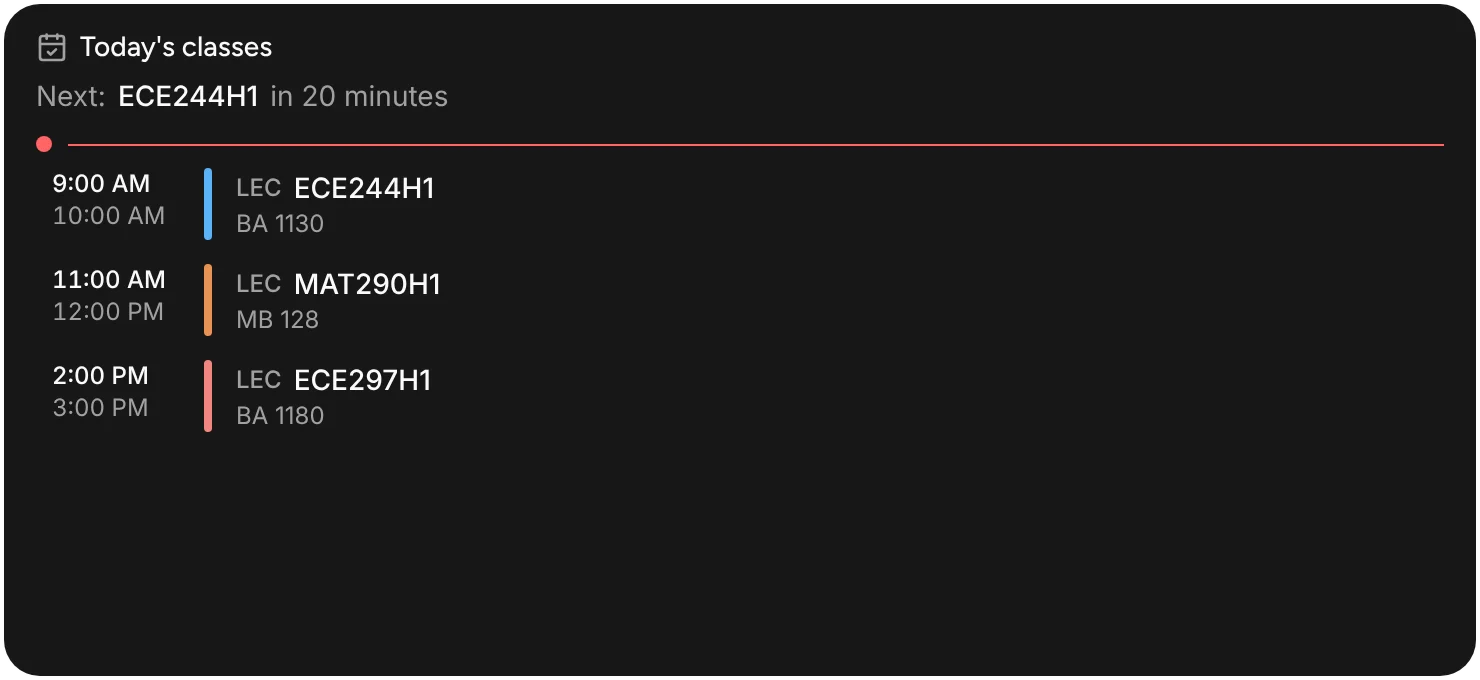 Today's classes
Next: ECE244H1 in 20 minutes
9:00 AM
10:00 AM
LEC ECE244H1
BA 1130
11:00 AM
12:00 PM
LEC MAT290H1
MB 128
2:00 PM
3:00 PM
LEC ECE297H1
BA 1180